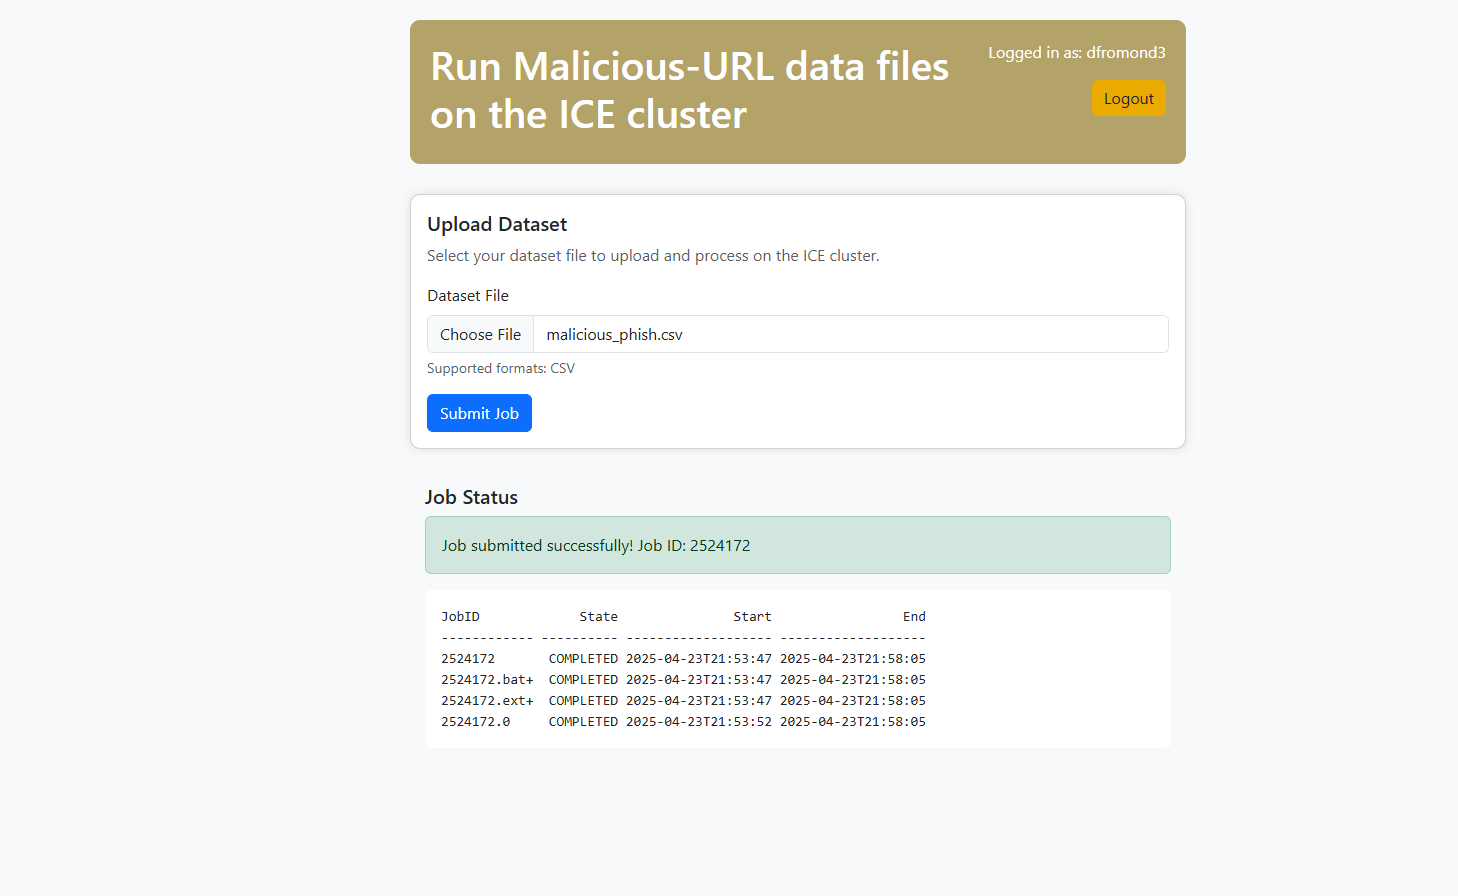 Run Malicious-URL data files
on the ICE cluster
Logged in as: dfromond3
Logout
Upload Dataset
Select your dataset file to upload and process on the ICE cluster.
Dataset File
Choose File malicious_phish.csv
Supported formats: CSV
Submit Job
Job Status
Job submitted successfully! Job ID: 2524172
JobID             State               Start                 End
------------ ---------- ------------------- -------------------
2524172       COMPLETED 2025-04-23T21:53:47 2025-04-23T21:58:05
2524172.bat+  COMPLETED 2025-04-23T21:53:47 2025-04-23T21:58:05
2524172.ext+  COMPLETED 2025-04-23T21:53:47 2025-04-23T21:58:05
2524172.0     COMPLETED 2025-04-23T21:53:52 2025-04-23T21:58:05